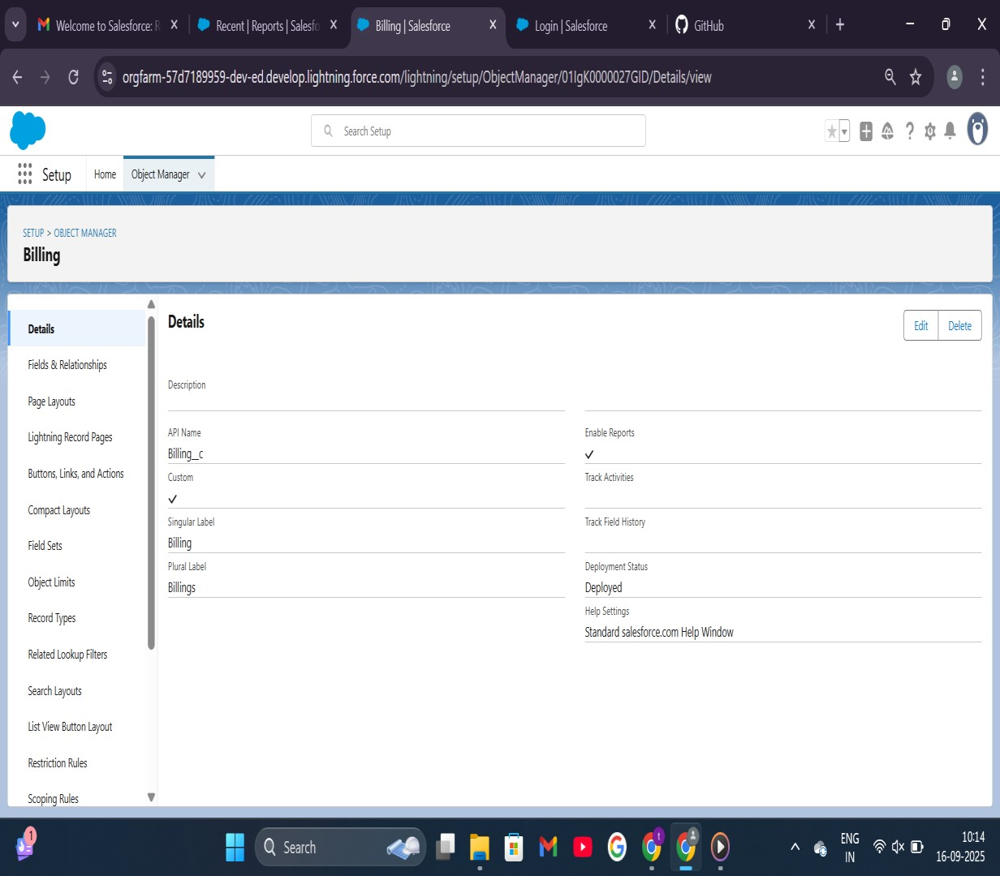 Welcome to Salesforce: R
Recent | Reports | Salesfo
Billing | Salesforce
Login | Salesforce
GitHub
orgfarm-57d7189959-dev-ed.develop.lightning.force.com/lightning/setup/ObjectManager/01IgK0000027GID/Details/view
Search Setup
Setup
Home
Object Manager
SETUP > OBJECT MANAGER
Billing
Details
Fields & Relationships
Page Layouts
Lightning Record Pages
Buttons, Links, and Actions
Compact Layouts
Field Sets
Object Limits
Record Types
Related Lookup Filters
Search Layouts
List View Button Layout
Restriction Rules
Scoping Rules
Details
Edit
Delete
Description
API Name
Billing__c
Custom
Singular Label
Billing
Plural Label
Billings
Enable Reports
Track Activities
Track Field History
Deployment Status
Deployed
Help Settings
Standard salesforce.com Help Window
1
Search
t
ENG
IN
10:14
16-09-2025